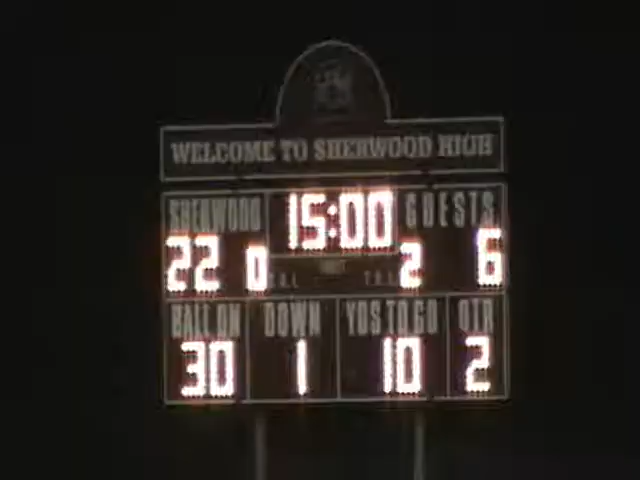 WELCOME TO SHERWOOD HIGH
SHERWOOD 15:00 GUESTS
22 0 2 6
BALL ON DOWN YDS TO GO QTR
30 1 10 2